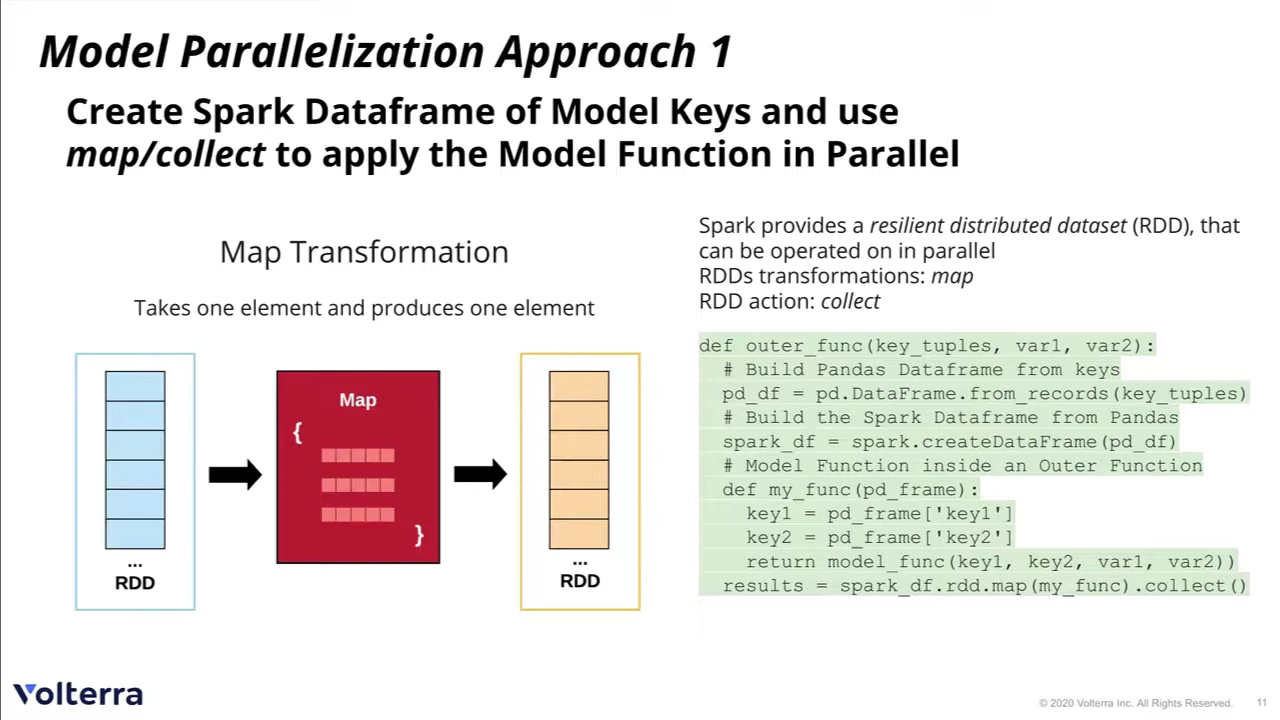 Model Parallelization Approach 1
Create Spark Dataframe of Model Keys and use
map/collect to apply the Model Function in Parallel
Map Transformation
Takes one element and produces one element
Map
{
}
...
RDD
...
RDD
Spark provides a resilient distributed dataset (RDD), that
can be operated on in parallel
RDDs transformations: map
RDD action: collect
def outer_func(key_tuples, var1, var2):
# Build Pandas Dataframe from keys
pd_df = pd.DataFrame.from_records(key_tuples)
# Build the Spark Dataframe from Pandas
spark_df = spark.createDataFrame(pd_df)
# Model Function inside an Outer Function
def my_func(pd_frame):
key1 = pd_frame['key1']
key2 = pd_frame['key2']
return model_func(key1, key2, var1, var2))
results = spark_df.rdd.map(my_func).collect()
Volterra
© 2020 Volterra Inc. All Rights Reserved. 11